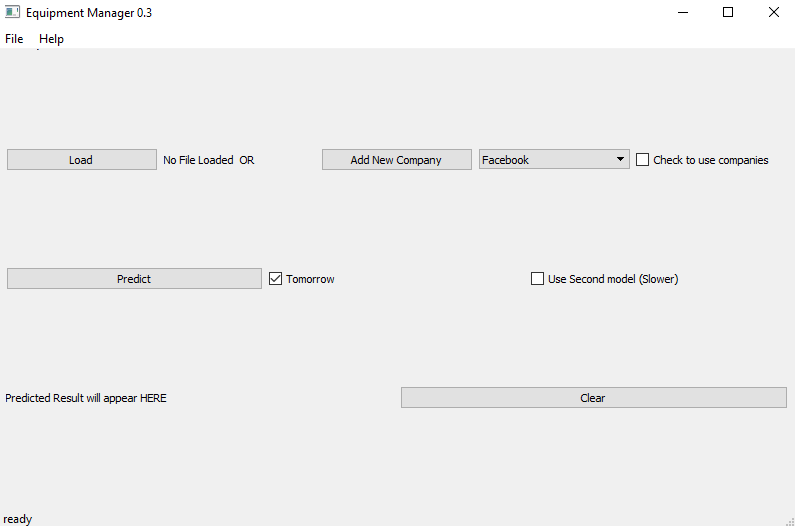 Equipment Manager 0.3
File Help
Load No File Loaded OR Add New Company Facebook Check to use companies
Predict Tomorrow Use Second model (Slower)
Predicted Result will appear HERE Clear
ready